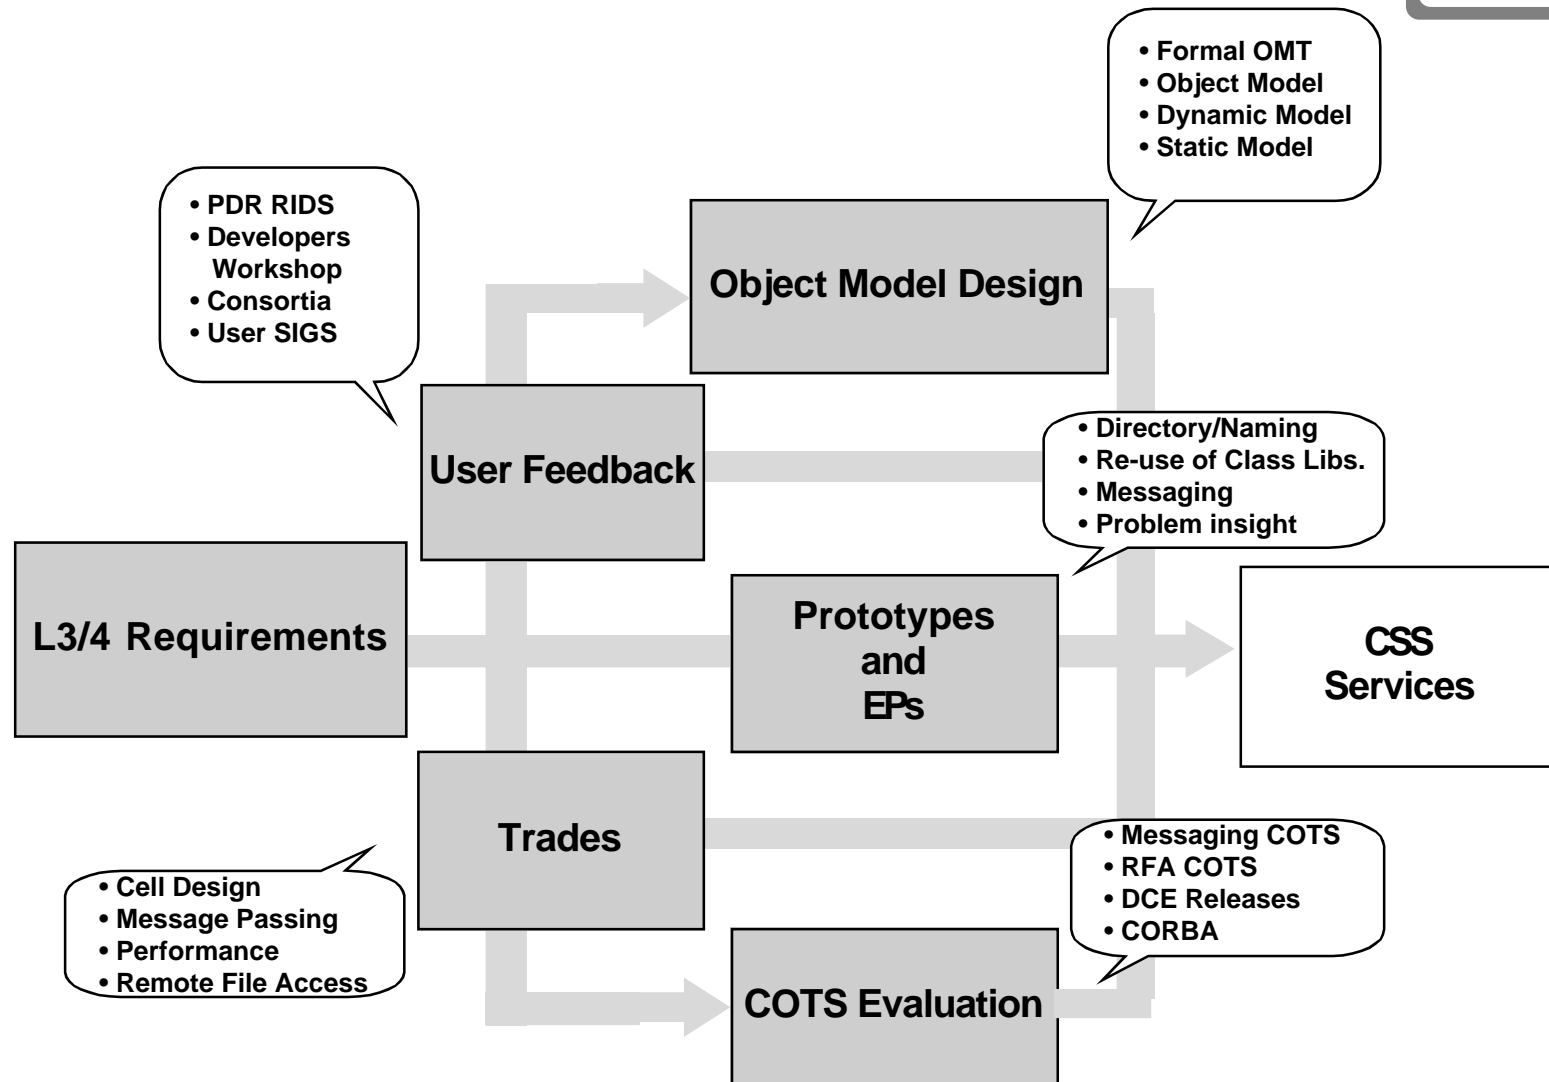 • Formal OMT
• Object Model
• Dynamic Model
• Static Model
• PDR RIDS
• Developers
Workshop
• Consortia
• User SIGS
Object Model Design
User Feedback
• Directory/Naming
• Re-use of Class Libs.
• Messaging
• Problem insight
L3/4 Requirements
Prototypes
and
EPs
CSS
Services
Trades
• Cell Design
• Message Passing
• Performance
• Remote File Access
• Messaging COTS
• RFA COTS
• DCE Releases
• CORBA
COTS Evaluation